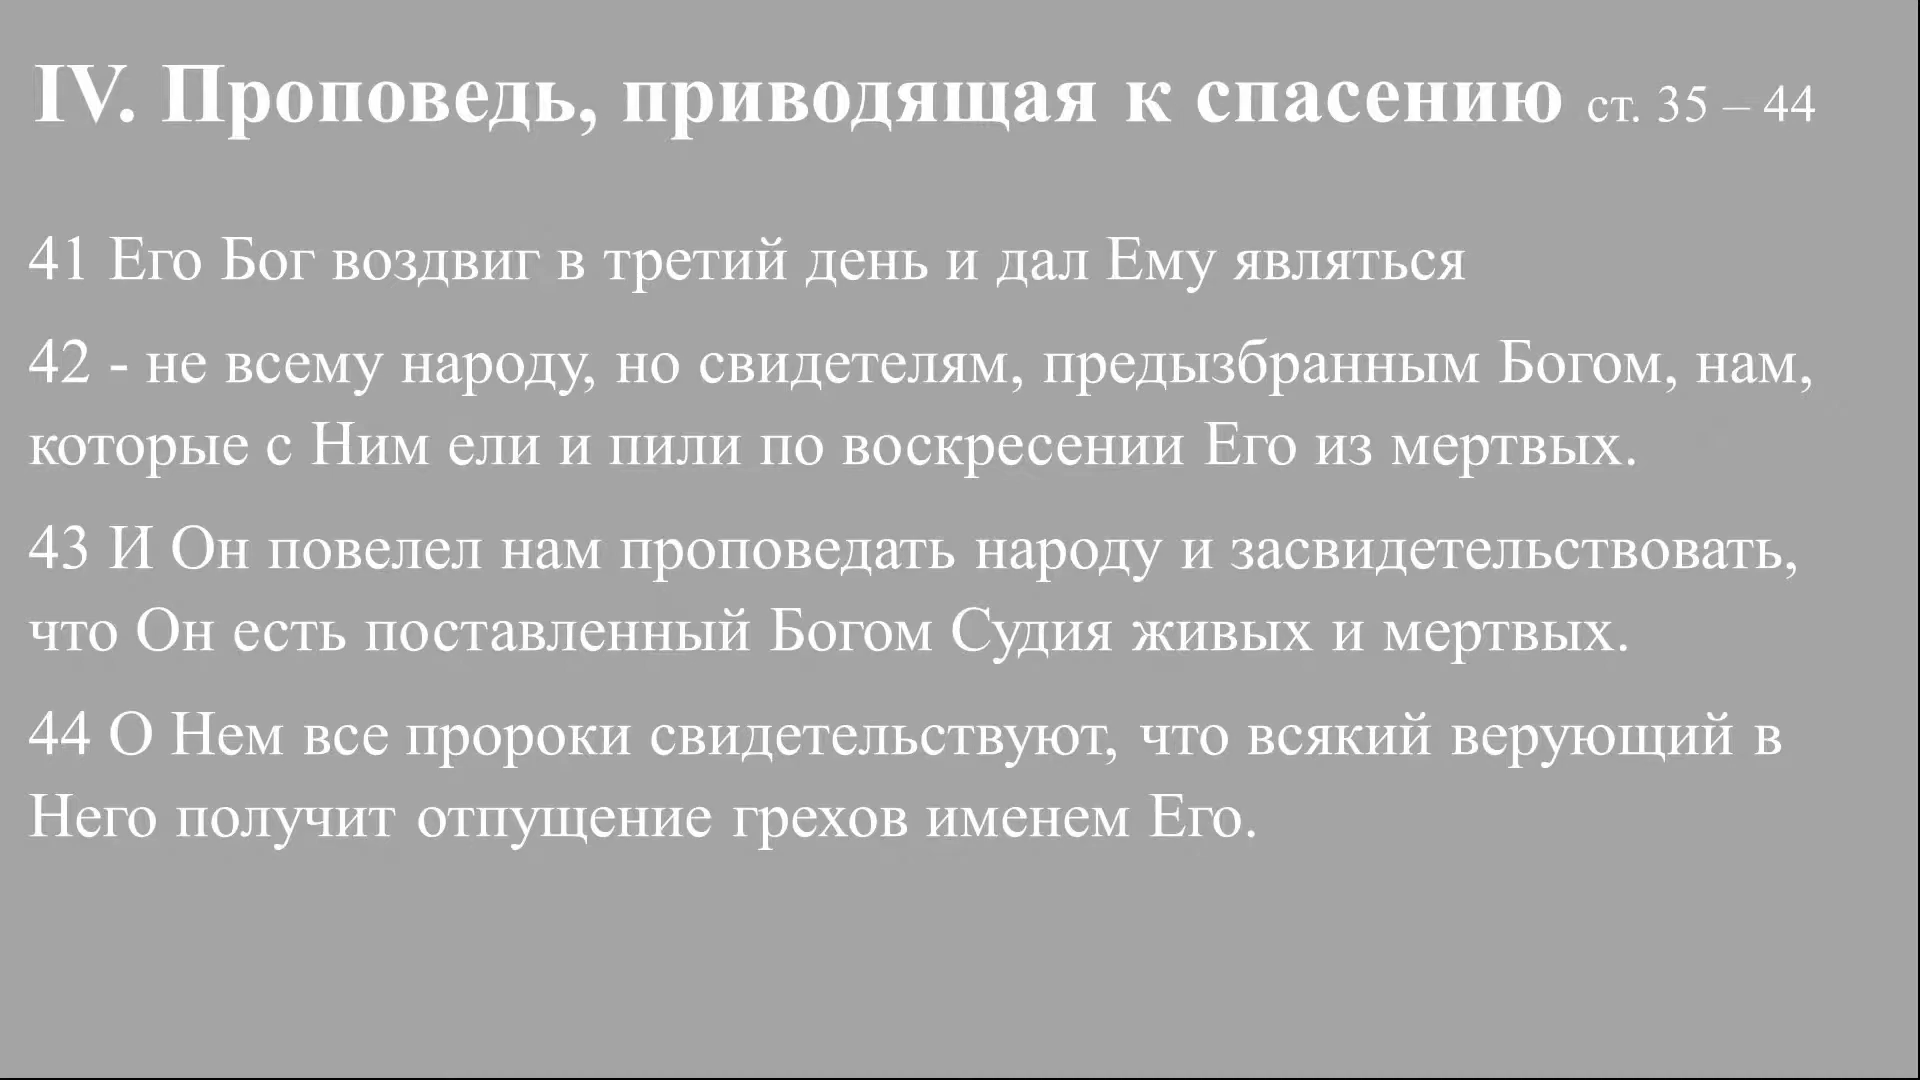 IV. Проповедь, приводящая к спасению ст. 35 – 44
41 Его Бог воздвиг в третий день и дал Ему являться
42 - не всему народу, но свидетелям, предызбранным Богом, нам,
которые с Ним ели и пили по воскресении Его из мертвых.
43 И Он повелел нам проповедать народу и засвидетельствовать,
что Он есть поставленный Богом Судия живых и мертвых.
44 О Нем все пророки свидетельствуют, что всякий верующий в
Него получит отпущение грехов именем Его.